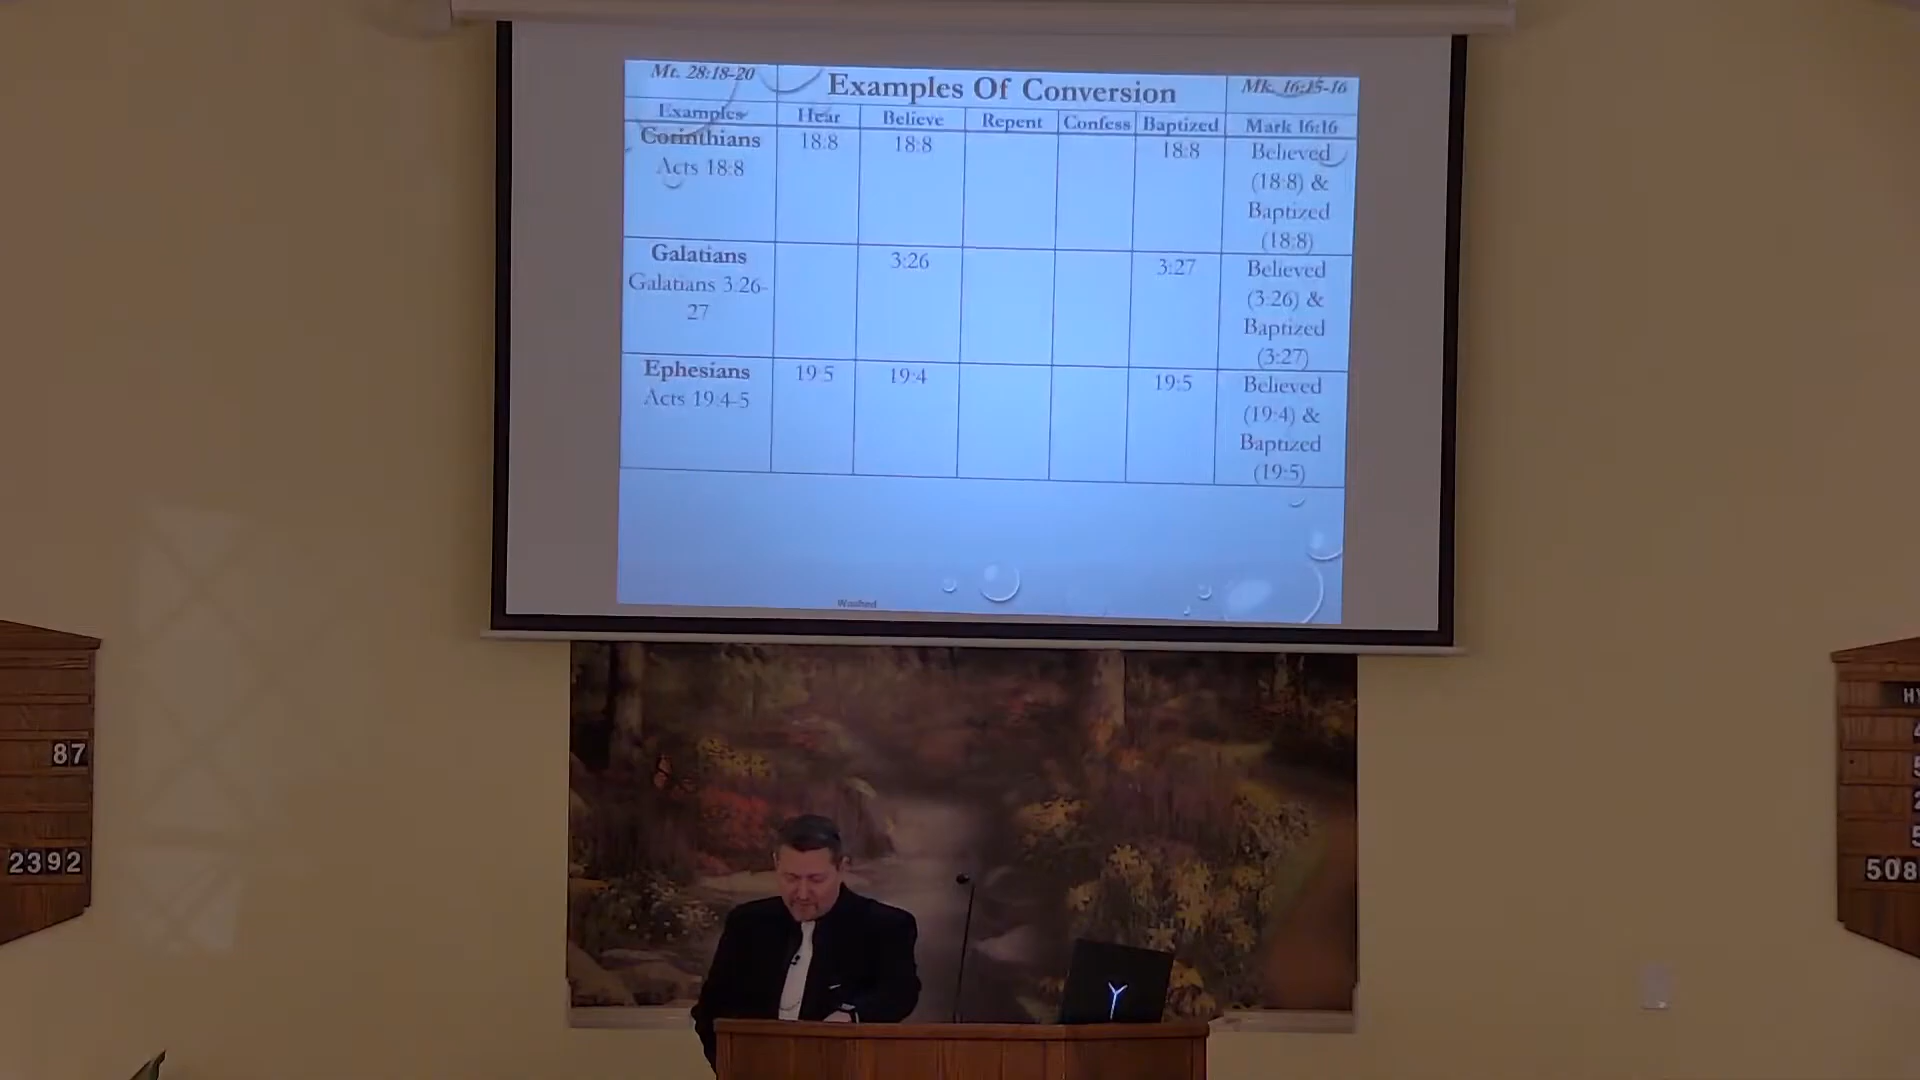 Mt. 28:18-20
Examples Of Conversion
Mk. 16:15-16
Examples Hear Believe Repent Confess Baptized Mark 16:16
Corinthians 18:8 18:8 18:8 Believed
Acts 18:8 (18:8) &
Baptized
(18:8)
Galatians 3:26 3:27 Believed
Galatians 3:26- (3:26) &
27 Baptized
(3:27)
Ephesians 19:5 19:4 19:5 Believed
Acts 19:4-5 (19:4) &
Baptized
(19:5)
Washed
87
2392
508